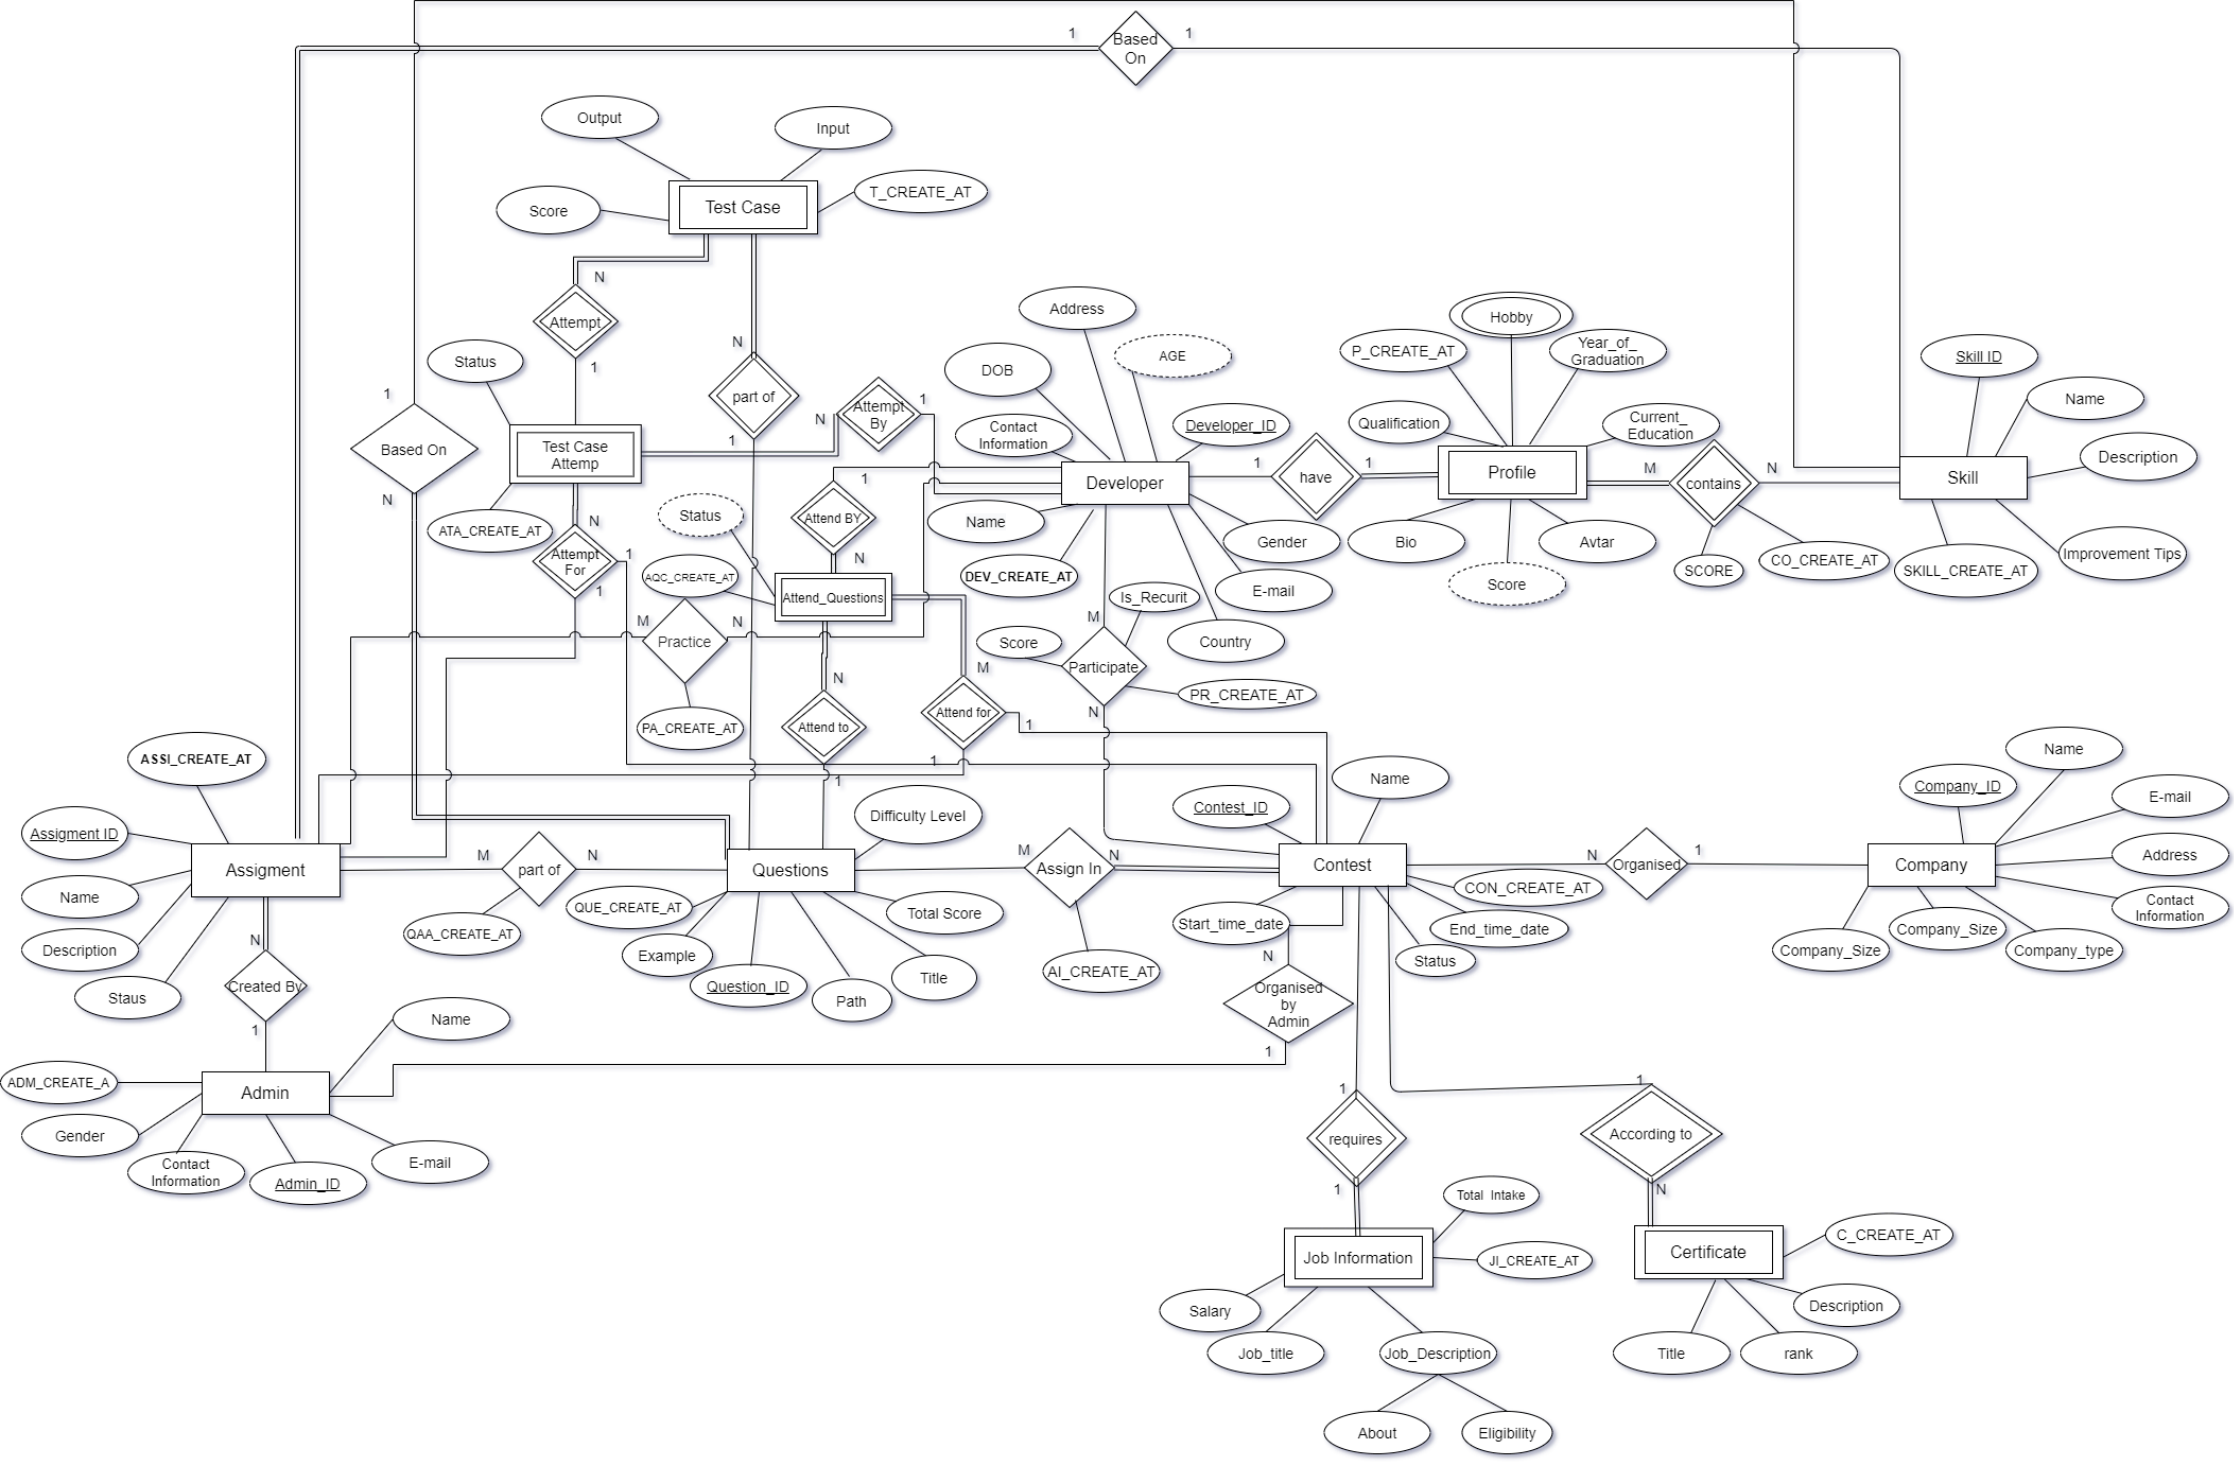 1
Based
On
1
Output
Input
T_CREATE_AT
Score
Test Case
N
Attempt
1
Status
Test Case
Attemp
ATA_CREATE_AT
N
Attempt
For
1
1
1
Based On
N
N
part of
1
N
Attempt
By
1
Address
AGE
DOB
Contact
Information
Developer_ID
Developer
Name
DEV_CREATE_AT
Gender
E-mail
Country
1
have
1
Hobby
P_CREATE_AT
Year_of_
Graduation
Qualification
Current_
Education
Profile
Bio
Score
Avtar
M
contains
N
SCORE
CO_CREATE_AT
Skill ID
Name
Description
Skill
SKILL_CREATE_AT
Improvement Tips
1
Attend BY
N
Status
AQC_CREATE_AT
Attend_Questions
M
Practice
N
PA_CREATE_AT
N
Attend to
1
M
Attend for
1
1
M
Participate
N
Is_Recurit
Score
PR_CREATE_AT
ASSI_CREATE_AT
Assigment ID
Name
Description
Staus
Assigment
M
part of
N
QAA_CREATE_AT
Difficulty Level
Questions
QUE_CREATE_AT
Example
Question_ID
Path
Title
Total Score
M
Assign In
N
AI_CREATE_AT
Contest_ID
Name
Contest
CON_CREATE_AT
Start_time_date
End_time_date
Status
N
Organised
1
Company_ID
Name
E-mail
Address
Contact
Information
Company
Company_Size
Company_Size
Company_type
N
Created By
1
N
Organised
by
Admin
1
Name
ADM_CREATE_A
Admin
Gender
Contact
Information
Admin_ID
E-mail
1
requires
1
1
According to
N
Total Intake
Job Information
JI_CREATE_AT
Salary
Job_title
Job_Description
About
Eligibility
Certificate
C_CREATE_AT
Description
Title
rank